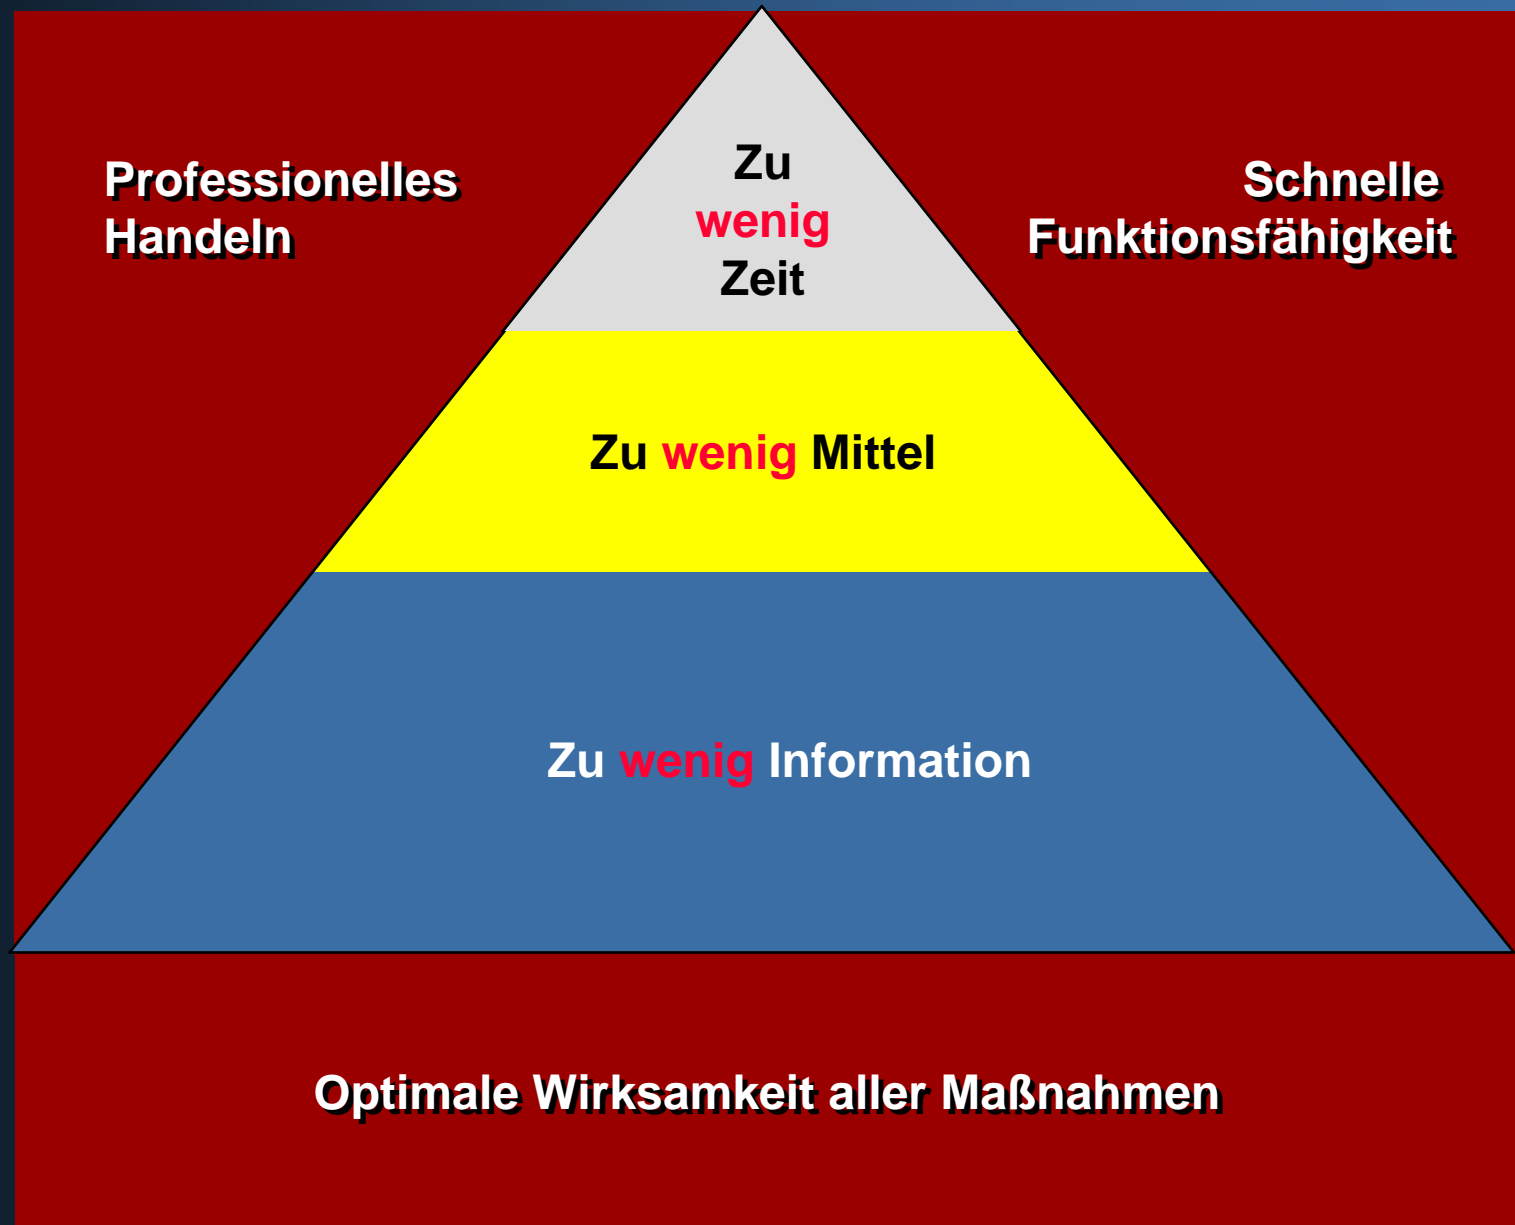 Professionelles
Handeln
Zu
wenig
Zeit
Schnelle
Funktionsfähigkeit
Zu wenig Mittel
Zu wenig Information
Optimale Wirksamkeit aller Maßnahmen